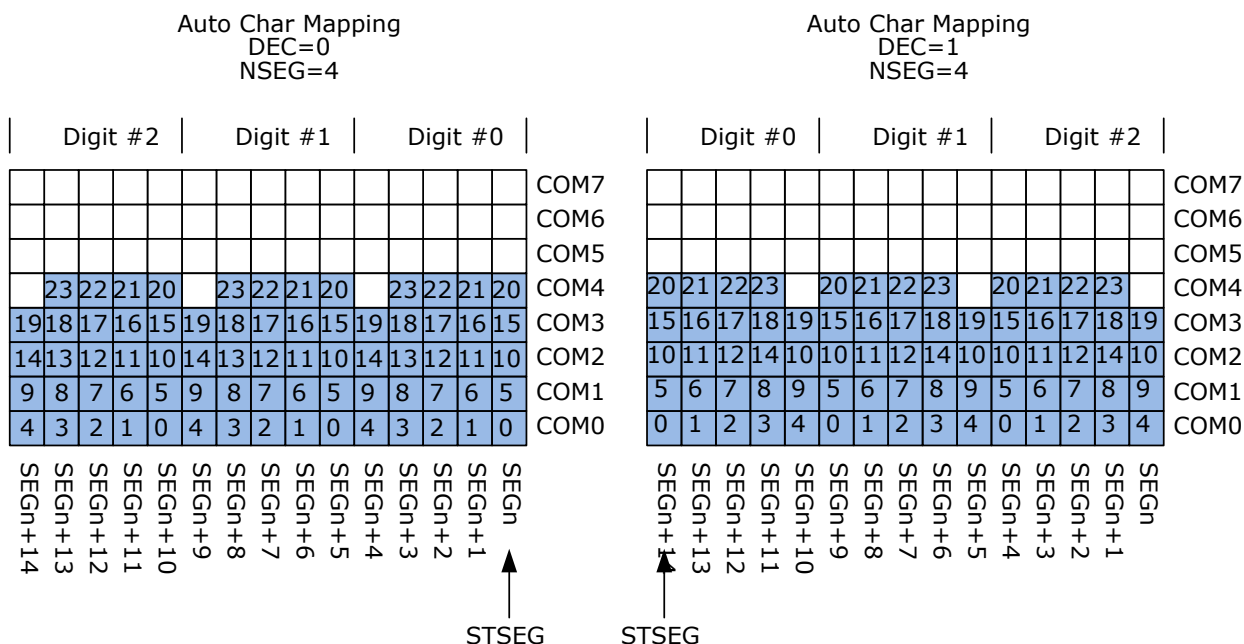 Auto Char Mapping
DEC=0
NSEG=4
Auto Char Mapping
DEC=1
NSEG=4
Digit #2 Digit #1 Digit #0
Digit #0 Digit #1 Digit #2
COM7
COM6
COM5
23 22 21 20 23 22 21 20 23 22 21 20 COM4
19 18 17 16 15 19 18 17 16 15 19 18 17 16 15 COM3
14 13 12 11 10 14 13 12 11 10 14 13 12 11 10 COM2
9 8 7 6 5 9 8 7 6 5 9 8 7 6 5 COM1
4 3 2 1 0 4 3 2 1 0 4 3 2 1 0 COM0
COM7
COM6
COM5
20 21 22 23 20 21 22 23 20 21 22 23 COM4
15 16 17 18 19 15 16 17 18 19 15 16 17 18 19 COM3
10 11 12 14 10 10 11 12 14 10 10 11 12 14 10 COM2
5 6 7 8 9 5 6 7 8 9 5 6 7 8 9 COM1
0 1 2 3 4 0 1 2 3 4 0 1 2 3 4 COM0
SEGn+14
SEGn+13
SEGn+12
SEGn+11
SEGn+10
SEGn+9
SEGn+8
SEGn+7
SEGn+6
SEGn+5
SEGn+4
SEGn+3
SEGn+2
SEGn+1
SEGn
SEGn+14
SEGn+13
SEGn+12
SEGn+11
SEGn+10
SEGn+9
SEGn+8
SEGn+7
SEGn+6
SEGn+5
SEGn+4
SEGn+3
SEGn+2
SEGn+1
SEGn
STSEG
STSEG